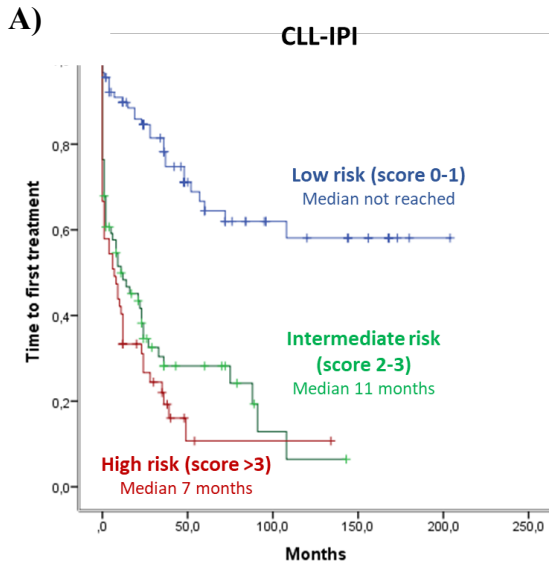 A)
CLL-IPI
0,8
0,6
0,4
0,2
0,0
Time to first treatment
Low risk (score 0-1)
Median not reached
Intermediate risk
(score 2-3)
Median 11 months
High risk (score >3)
Median 7 months
,0
50,0
100,0
150,0
200,0
250,0
Months